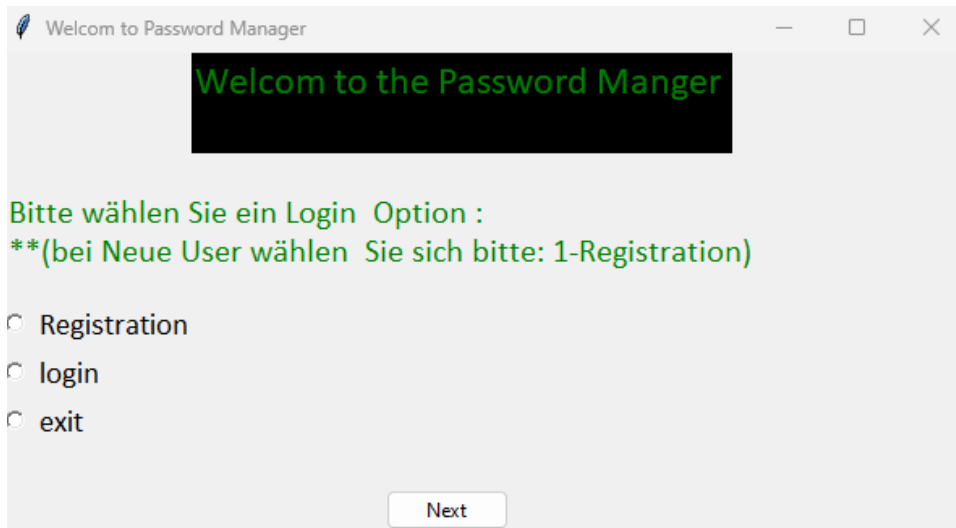 Welcom to Password Manager
Welcom to the Password Manger
Bitte wählen Sie ein Login  Option :
**(bei Neue User wählen  Sie sich bitte: 1-Registration)
Registration
login
exit
Next